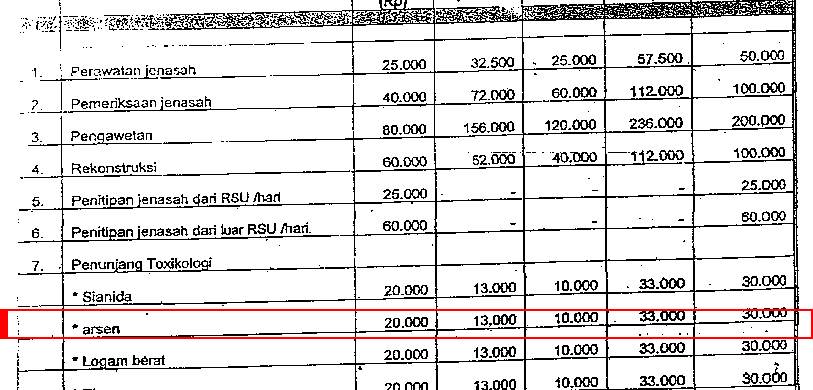 (Rp)
1. Perawatan jenasah 25.000 32.500 25.000 57.500 50.000
2. Pemeriksaan jenasah 40.000 72.000 60.000 112.000 100.000
3. Pengawetan 80.000 156.000 120.000 236.000 200.000
4. Rekonstruksi 60.000 52.000 40.000 112.000 100.000
5. Penitipan jenasah dari RSU /hari 25.000 - - - 25.000
6. Penitipan jenasah dari luar RSU /hari. 60.000 - - - 60.000
7. Penunjang Toxikologi
* Sianida 20.000 13.000 10.000 33.000 30.000
* arsen 20.000 13.000 10.000 33.000 30.000
* Logam berat 20.000 13.000 10.000 33.000 30.000
20.000 13.000 10.000 33.000 30.000